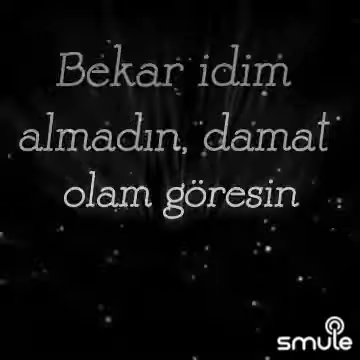 Bekar idim
almadın, damat
olam göresin
smule